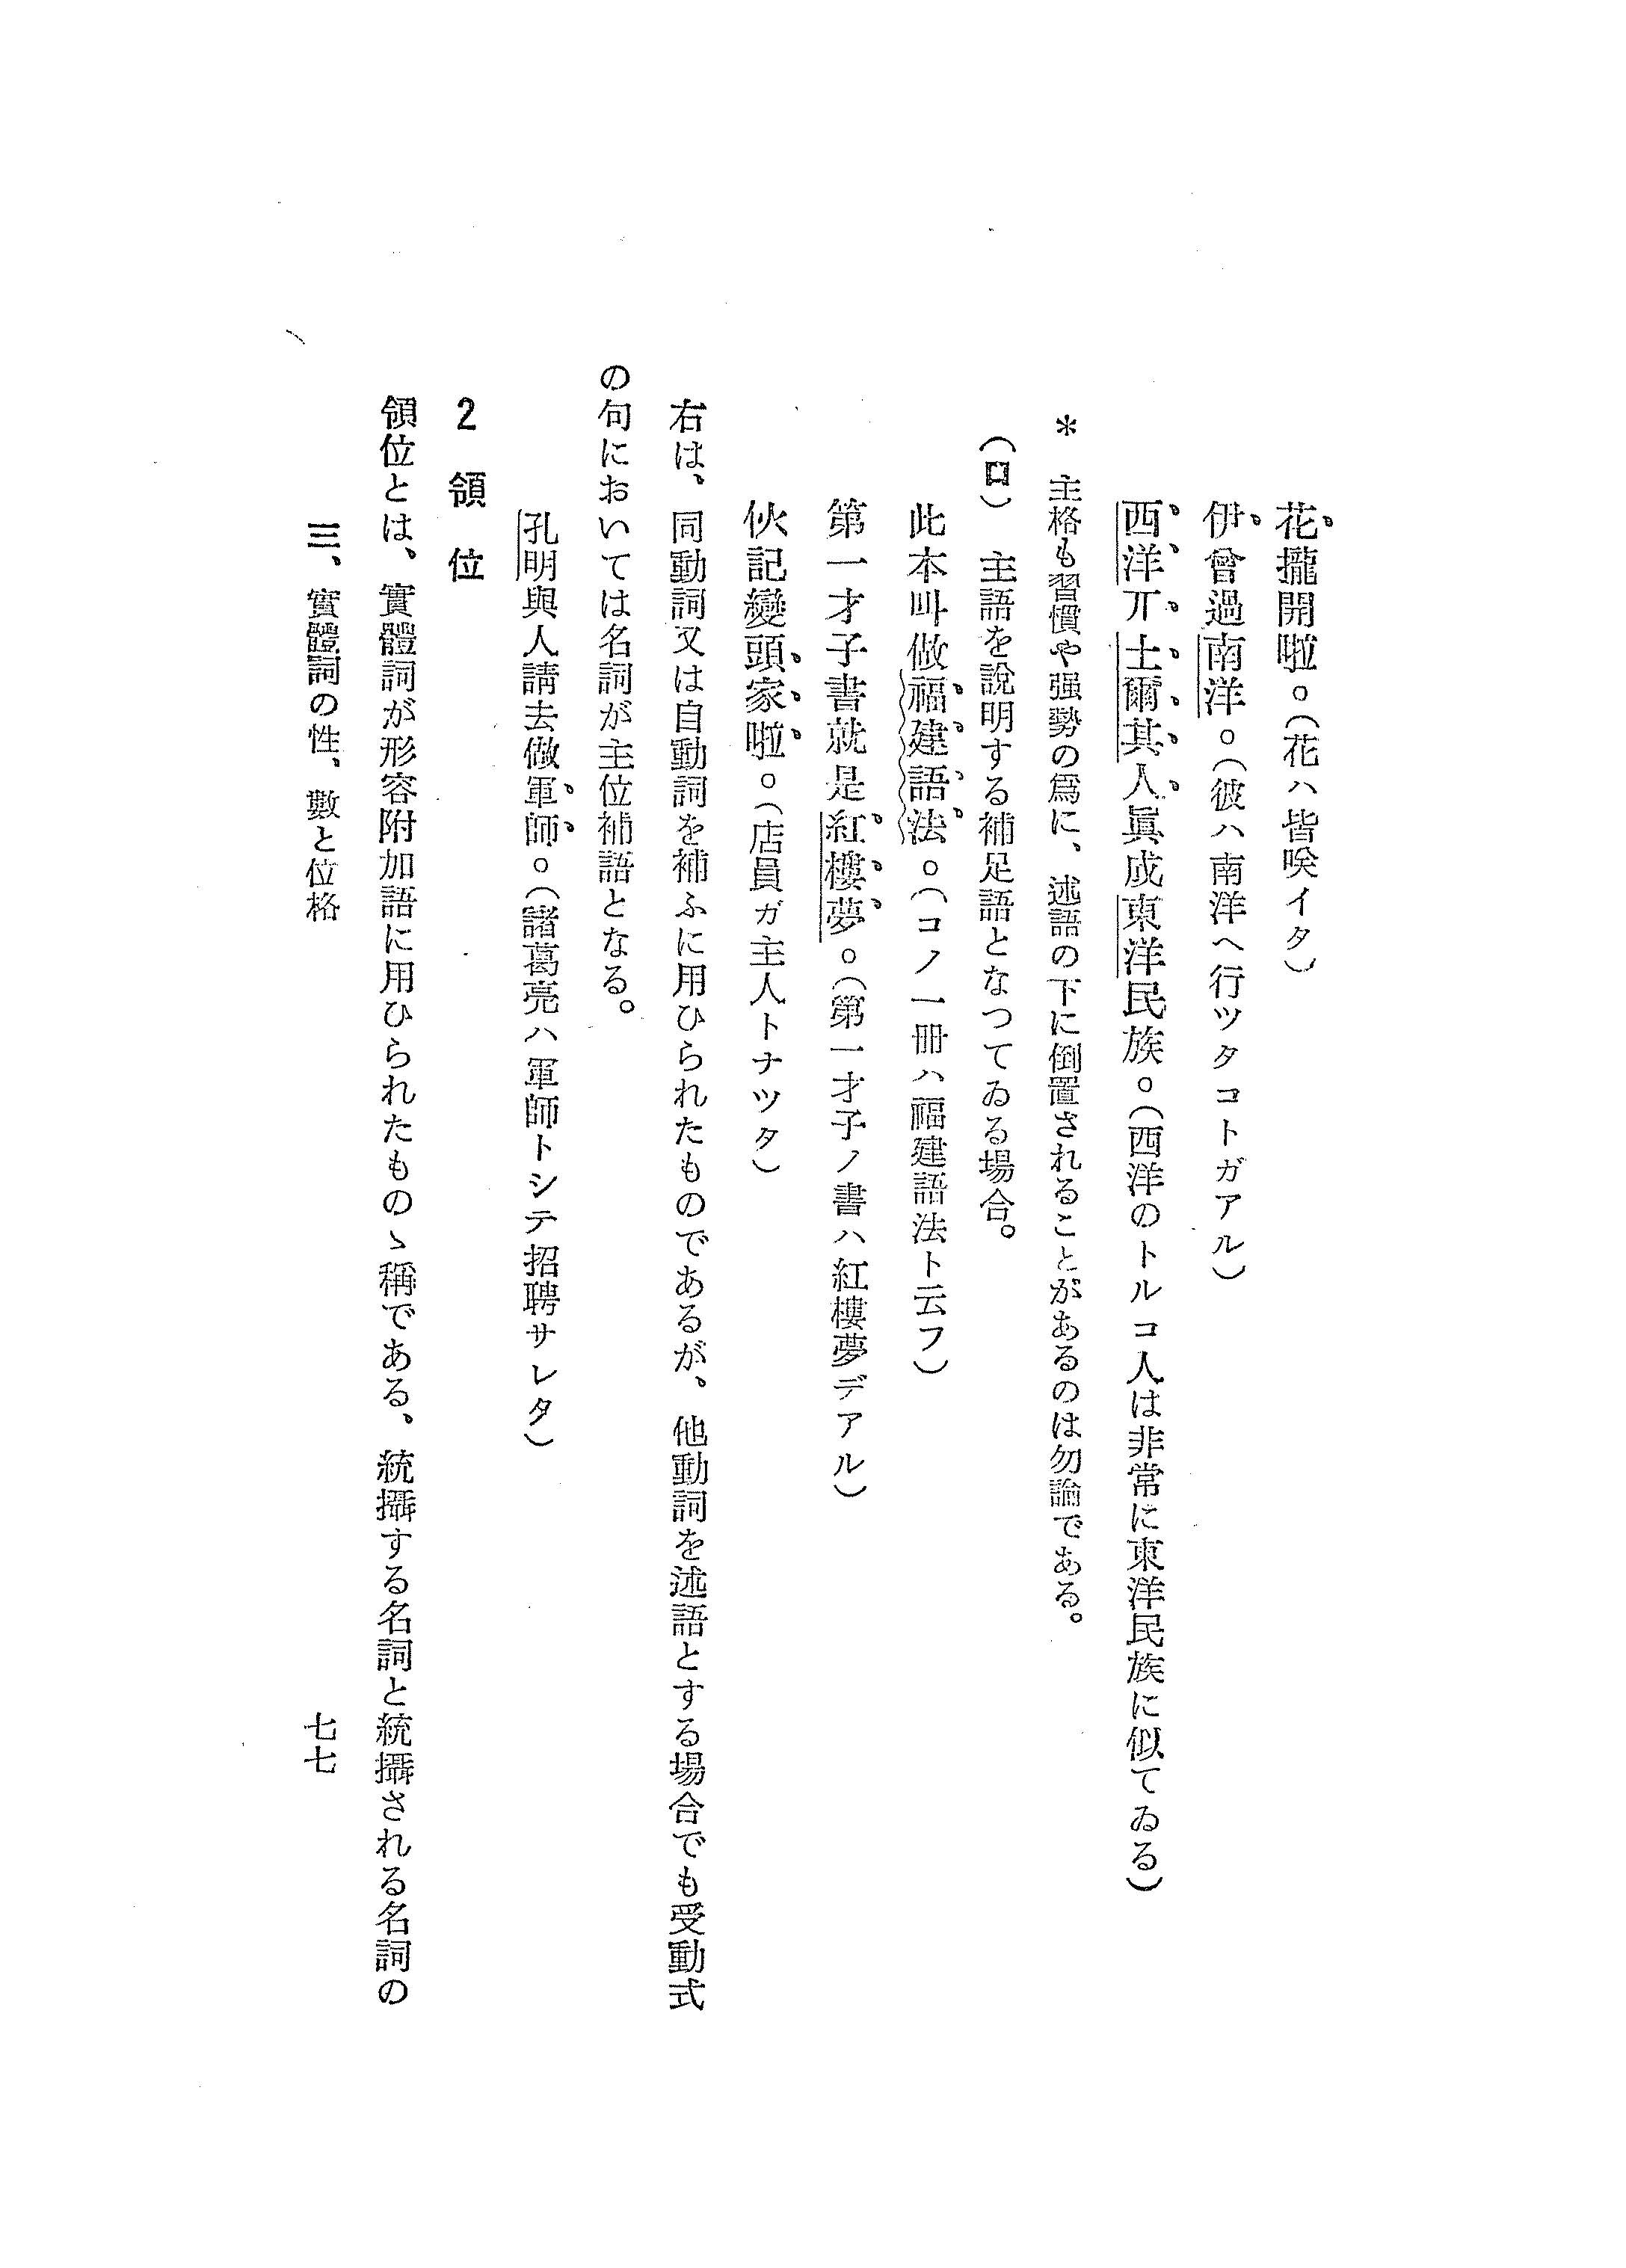 花攏開啦。（花ハ皆咲イタ）
伊曾過南洋。（彼ハ南洋ヘ行ツタコトガアル）
西洋丌土爾其人眞成東洋民族。（西洋のトルコ人は非常に東洋民族に似てゐる）
＊　主格も習慣や强勢の爲に、述語の下に倒置されることがあるのは勿論である。
（ロ）　主語を說明する補足語となつてゐる場合。
此本叫做福建語法。（コノ一冊ハ福建語法ト云フ）
第一才子書就是紅樓夢。（第一才子ノ書ハ紅樓夢デアル）
伙記變頭家啦。（店員ガ主人トナツタ）
右は、同動詞又は自動詞を補ふに用ひられたものであるが、他動詞を述語とする場合でも受動式
の句においては名詞が主位補語となる。
孔明與人請去做軍師。（諸葛亮ハ軍師トシテ招聘サレタ）
2　領　位
領位とは、實體詞が形容附加語に用ひられたものゝ稱である、統攝する名詞と統攝される名詞の
三、實體詞の性、數と位格
七七